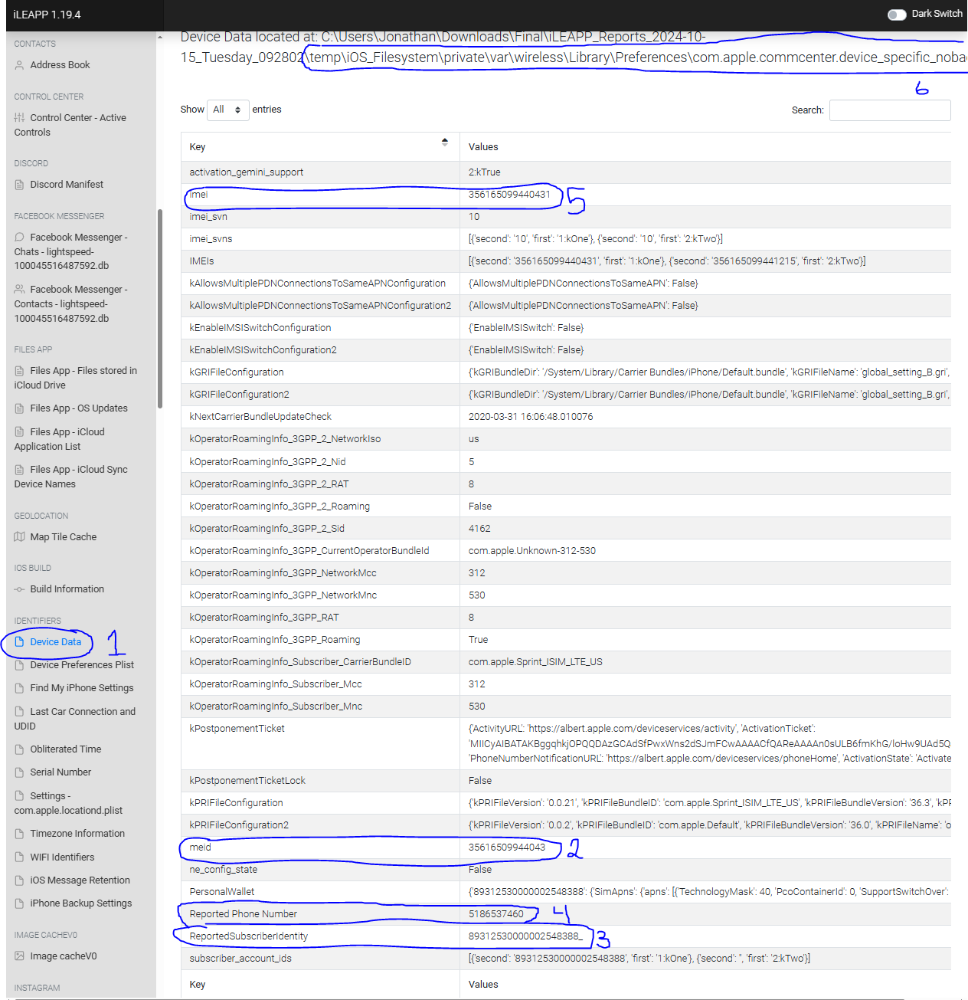 iLEAPP 1.19.4
Dark Switch
CONTACTS
Address Book
CONTROL CENTER
Control Center - Active
Controls
DISCORD
Discord Manifest
FACEBOOK MESSENGER
Facebook Messenger -
Chats - lightspeed-
100045516487592.db
Facebook Messenger -
Contacts - lightspeed-
100045516487592.db
FILES APP
Files App - Files stored in
iCloud Drive
Files App - OS Updates
Files App - iCloud
Application List
Files App - iCloud Sync
Device Names
GEOLOCATION
Map Tile Cache
IOS BUILD
Build Information
IDENTIFIERS
Device Data 1
Device Preferences Plist
Find My iPhone Settings
Last Car Connection and
UDID
Obliterated Time
Serial Number
Settings -
com.apple.locationd.plist
Timezone Information
WIFI Identifiers
iOS Message Retention
iPhone Backup Settings
IMAGE CACHEV0
Image cacheV0
INSTAGRAM
Device Data located at: C:\Users\Jonathan\Downloads\Final\iLEAPP_Reports_2024-10-
15_Tuesday_092802\temp\iOS_Filesystem\private\var\wireless\Library\Preferences\com.apple.commcenter.device_specific_noba
6
Show All entries
Search:
Key Values
activation_gemini_support 2:kTrue
imei 356165099440431 5
imei_svn 10
imei_svns [{'second': '10', 'first': '1:kOne'}, {'second': '10', 'first': '2:kTwo'}]
IMEIs [{'second': '356165099440431', 'first': '1:kOne'}, {'second': '356165099441215', 'first': '2:kTwo'}]
kAllowsMultiplePDNConnectionsToSameAPNConfiguration {'AllowsMultiplePDNConnectionsToSameAPN': False}
kAllowsMultiplePDNConnectionsToSameAPNConfiguration2 {'AllowsMultiplePDNConnectionsToSameAPN': False}
kEnableIMSISwitchConfiguration {'EnableIMSISwitch': False}
kEnableIMSISwitchConfiguration2 {'EnableIMSISwitch': False}
kGRIFileConfiguration {'kGRIBundleDir': '/System/Library/Carrier Bundles/iPhone/Default.bundle', 'kGRIFileName': 'global_setting_B.gri',
kGRIFileConfiguration2 {'kGRIBundleDir': '/System/Library/Carrier Bundles/iPhone/Default.bundle', 'kGRIFileName': 'global_setting_B.gri',
kNextCarrierBundleUpdateCheck 2020-03-31 16:06:48.010076
kOperatorRoamingInfo_3GPP_2_NetworkIso us
kOperatorRoamingInfo_3GPP_2_Nid 5
kOperatorRoamingInfo_3GPP_2_RAT 8
kOperatorRoamingInfo_3GPP_2_Roaming False
kOperatorRoamingInfo_3GPP_2_Sid 4162
kOperatorRoamingInfo_3GPP_CurrentOperatorBundleId com.apple.Unknown-312-530
kOperatorRoamingInfo_3GPP_NetworkMcc 312
kOperatorRoamingInfo_3GPP_NetworkMnc 530
kOperatorRoamingInfo_3GPP_RAT 8
kOperatorRoamingInfo_3GPP_Roaming True
kOperatorRoamingInfo_Subscriber_CarrierBundleID com.apple.Sprint_ISIM_LTE_US
kOperatorRoamingInfo_Subscriber_Mcc 312
kOperatorRoamingInfo_Subscriber_Mnc 530
kPostponementTicket {'ActivityURL': 'https://albert.apple.com/deviceservices/activity', 'ActivationTicket':
'MIICyAIBATAKBggqhkjOPQQDAzGCAdSfPwxWns2dSJmFCwAAAACfQAReAAAAn0sULB6fmKhG/loHw9UAd5Q
'PhoneNumberNotificationURL': 'https://albert.apple.com/deviceservices/phoneHome', 'ActivationState': 'Activate
kPostponementTicketLock False
kPRIFileConfiguration {'kPRIFileVersion': '0.0.21', 'kPRIFileBundleID': 'com.apple.Sprint_ISIM_LTE_US', 'kPRIFileBundleVersion': '36.3', 'kPF
kPRIFileConfiguration2 {'kPRIFileVersion': '0.0.2', 'kPRIFileBundleID': 'com.apple.Default', 'kPRIFileBundleVersion': '36.0', 'kPRIFileName': 'o
meid 35616509944043 2
ne_config_state False
PersonalWallet {'89312530000002548388': {'SimApns': {'apns': [{'TechnologyMask': 40, 'PcoContainerId': 0, 'SupportSwitchOver':
Reported Phone Number 5186537460 4
ReportedSubscriberIdentity 89312530000002548388_ 3
subscriber_account_ids [{'second': '89312530000002548388', 'first': '1:kOne'}, {'second': '', 'first': '2:kTwo'}]
Key Values